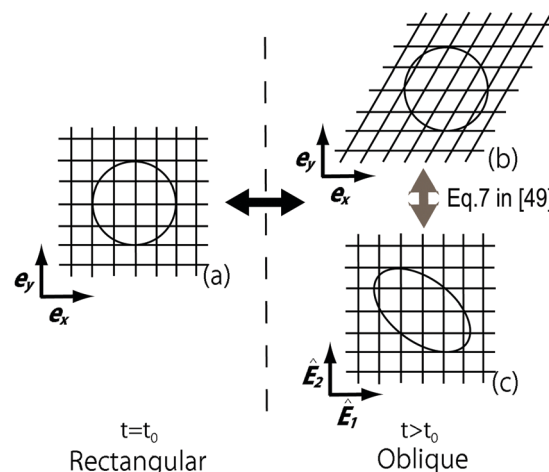 e_y
e_x
(a)
e_y
e_x
(b)
Eq.7 in [49]
Ê_2
Ê_1
(c)
t=t_0
Rectangular
t>t_0
Oblique